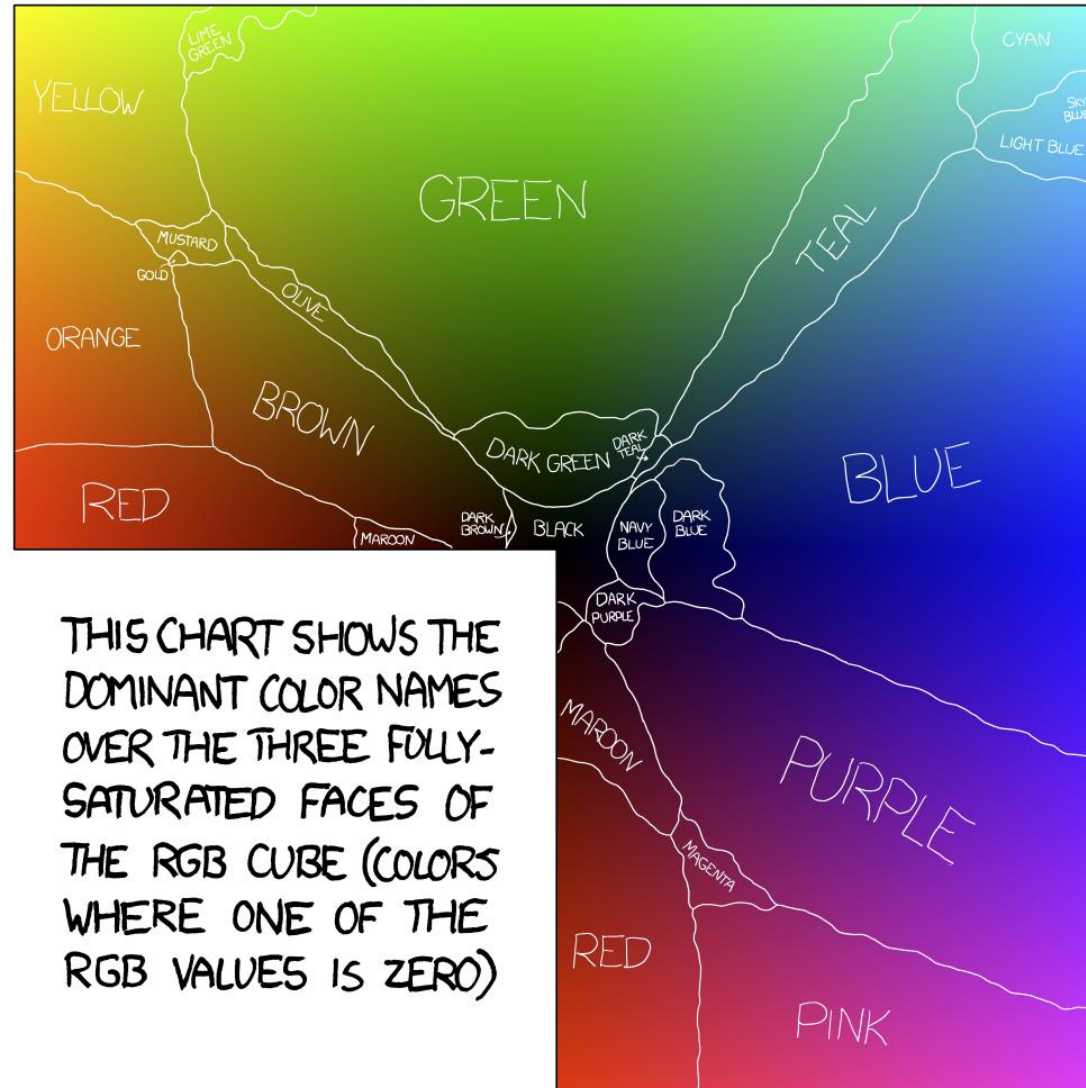 LIME
GREEN
CYAN
YELLOW
SKY
BLUE
LIGHT BLUE
GREEN
TEAL
MUSTARD
GOLD
OLIVE
ORANGE
BROWN
DARK GREEN
DARK
TEAL
BLUE
RED
MAROON
DARK
BROWN
BLACK
NAVY
BLUE
DARK
BLUE
DARK
PURPLE
THIS CHART SHOWS THE
DOMINANT COLOR NAMES
OVER THE THREE FULLY-
SATURATED FACES OF
THE RGB CUBE (COLORS
WHERE ONE OF THE
RGB VALUES IS ZERO)
MAROON
PURPLE
MAGENTA
RED
PINK